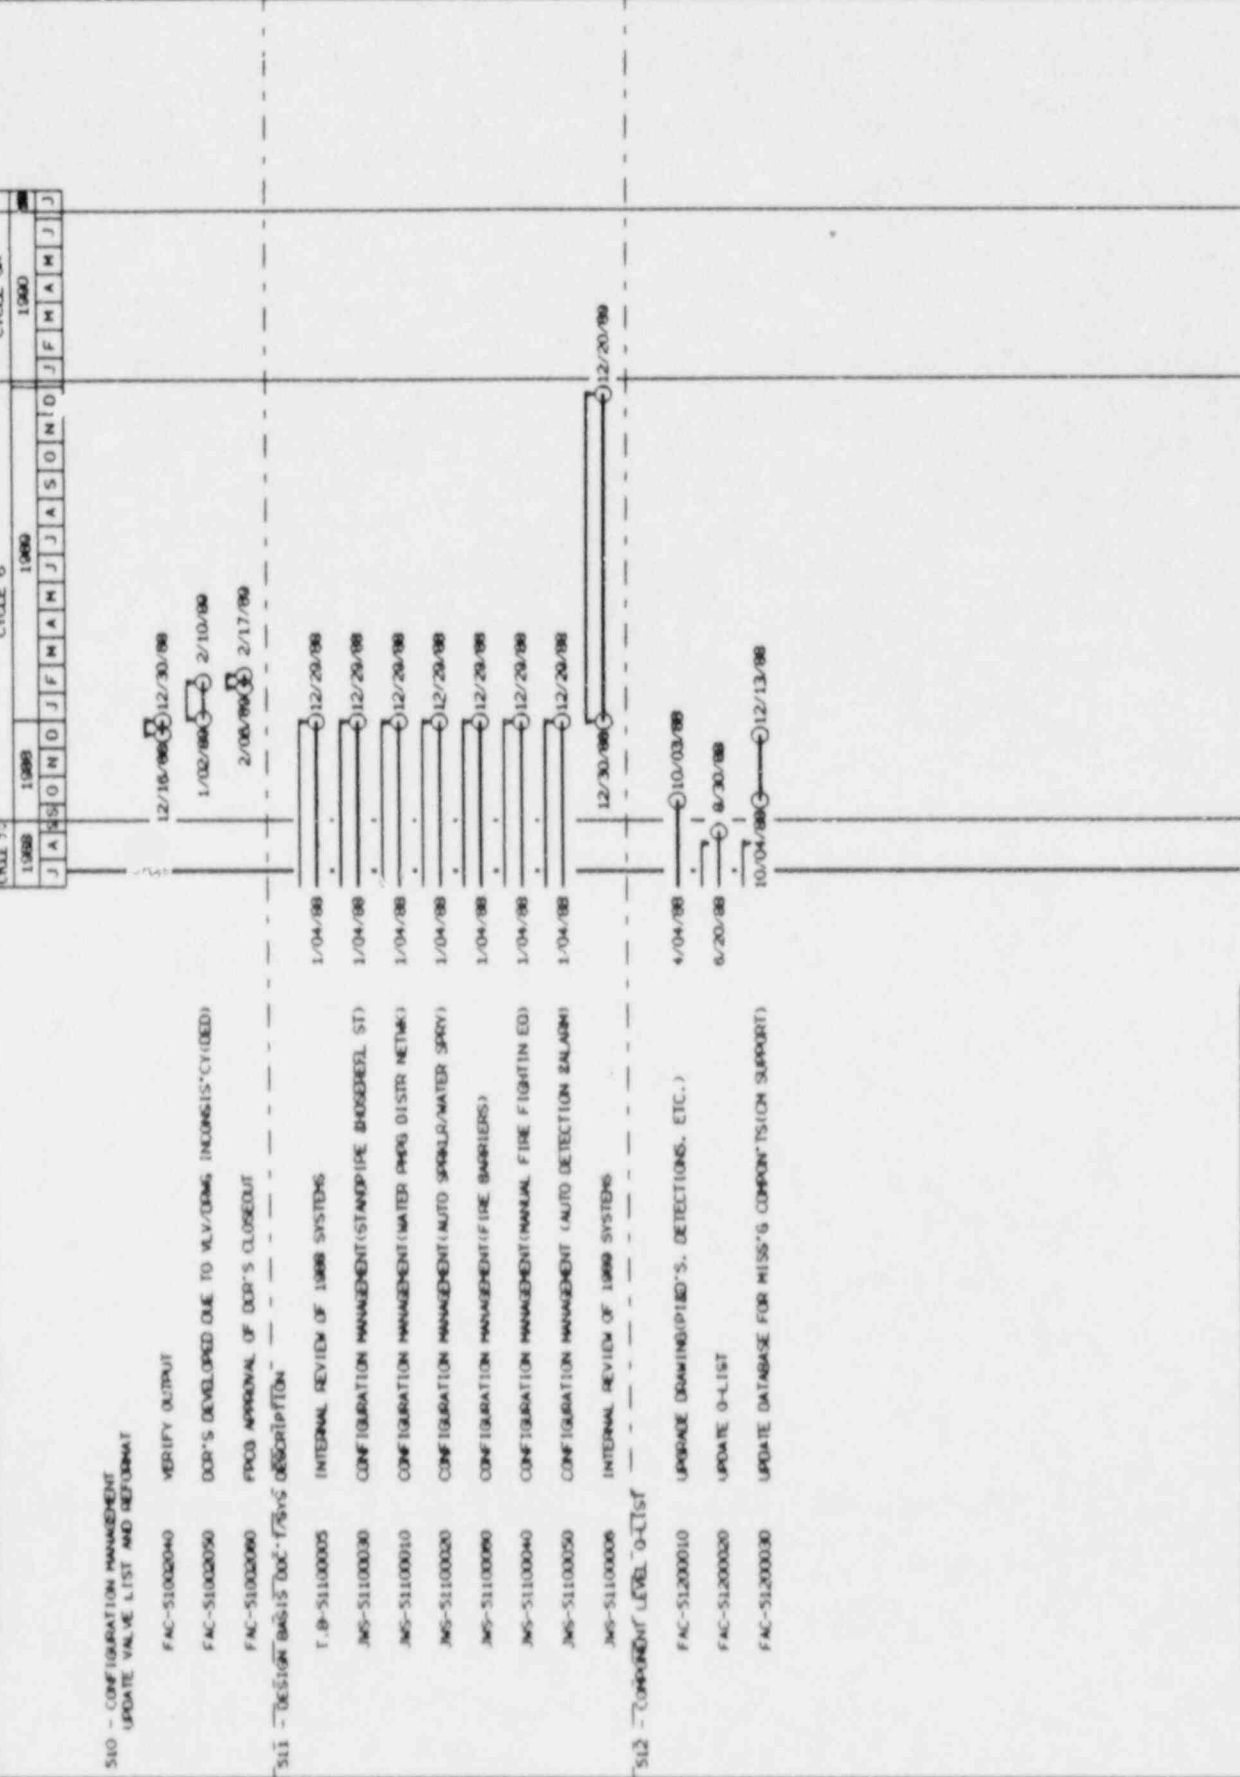 1988 1988 1989 1990
J A S S O N D J F M A M J J A S O N D J F M A M J J
510 - CONFIGURATION MANAGEMENT
UPDATE VALVE LIST AND REFORMAT
FAC-51002040 VERIFY OUTPUT 12/16/88 12/30/88
FAC-51002050 DCR'S DEVELOPED DUE TO VLV/DRWG INCONSIS'CY(DED) 1/02/89 2/10/89
FAC-51002060 FPCG APPROVAL OF DCR'S CLOSEOUT 2/06/89 2/17/89
511 - DESIGN BASIS DOC'T/SYS DESCRIPTION
T.B-51100005 INTERNAL REVIEW OF 1988 SYSTEMS 1/04/88 12/29/88
JWS-51100030 CONFIGURATION MANAGEMENT(STANDPIPE &HOSEREEL ST) 1/04/88 12/29/88
JWS-51100010 CONFIGURATION MANAGEMENT(WATER PMPG DISTR NETWK) 1/04/88 12/29/88
JWS-51100020 CONFIGURATION MANAGEMENT(AUTO SPRKLR/WATER SPRY) 1/04/88 12/29/88
JWS-51100060 CONFIGURATION MANAGEMENT(FIRE BARRIERS) 1/04/88 12/29/88
JWS-51100040 CONFIGURATION MANAGEMENT(MANUAL FIRE FIGHTIN EQ) 1/04/88 12/29/88
JWS-51100050 CONFIGURATION MANAGEMENT (AUTO DETECTION &ALARM) 1/04/88 12/29/88
JWS-51100006 INTERNAL REVIEW OF 1989 SYSTEMS 12/30/88 12/20/89
512 - COMPONENT LEVEL Q-LIST
FAC-51200010 UPGRADE DRAWING(P1&D'S. DETECTIONS. ETC.) 4/04/88 10/03/88
FAC-51200020 UPDATE Q-LIST 6/20/88 8/30/88
FAC-51200030 UPDATE DATABASE FOR MISS'G COMPON'TS(CM SUPPORT) 10/04/88 12/13/88